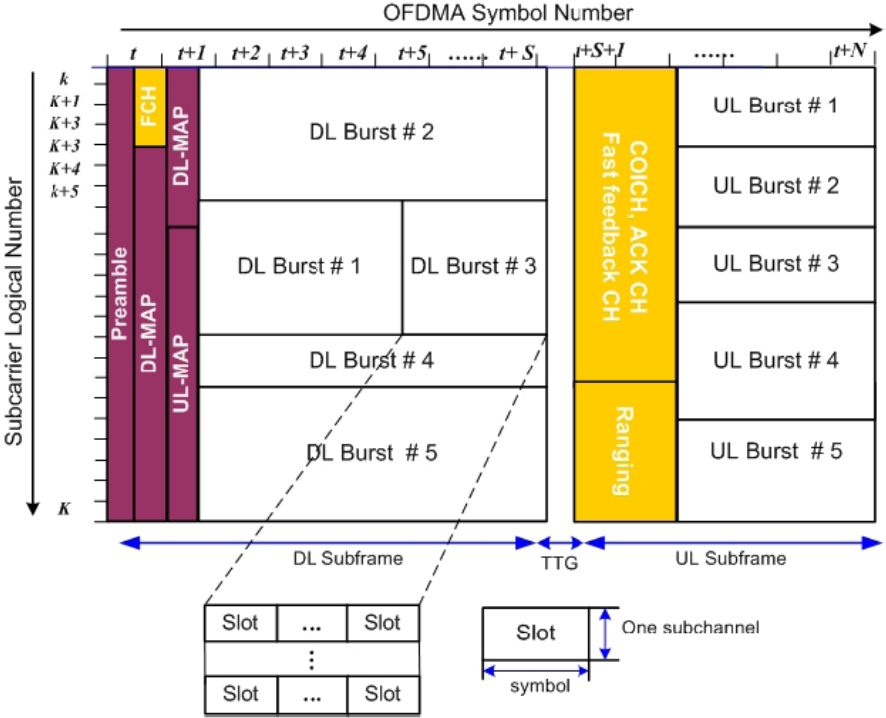 OFDMA Symbol Number
t t+1 t+2 t+3 t+4 t+5 ...... t+ S t+S+1 ...... t+N
Subcarrier Logical Number
k
K+1
K+3
K+3
K+4
k+5
K
Preamble
FCH
DL-MAP
DL-MAP
UL-MAP
DL Burst # 2
DL Burst # 1
DL Burst # 3
DL Burst # 4
DL Burst # 5
COICH, ACK CH
Fast feedback CH
Ranging
UL Burst # 1
UL Burst # 2
UL Burst # 3
UL Burst # 4
UL Burst # 5
DL Subframe
TTG
UL Subframe
Slot ... Slot
...
Slot ... Slot
Slot
One subchannel
symbol